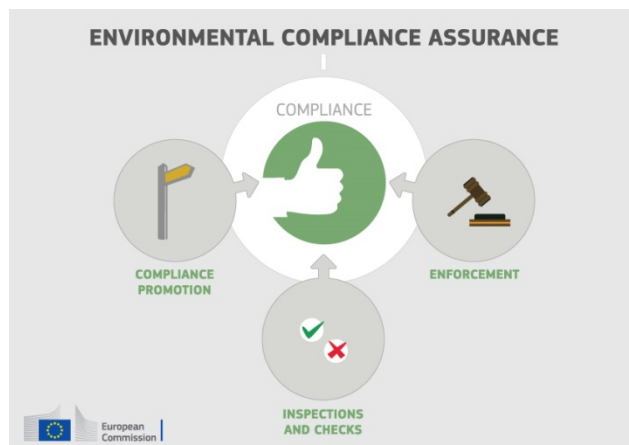 ENVIRONMENTAL COMPLIANCE ASSURANCE
COMPLIANCE
COMPLIANCE
PROMOTION
ENFORCEMENT
INSPECTIONS
AND CHECKS
European
Commission